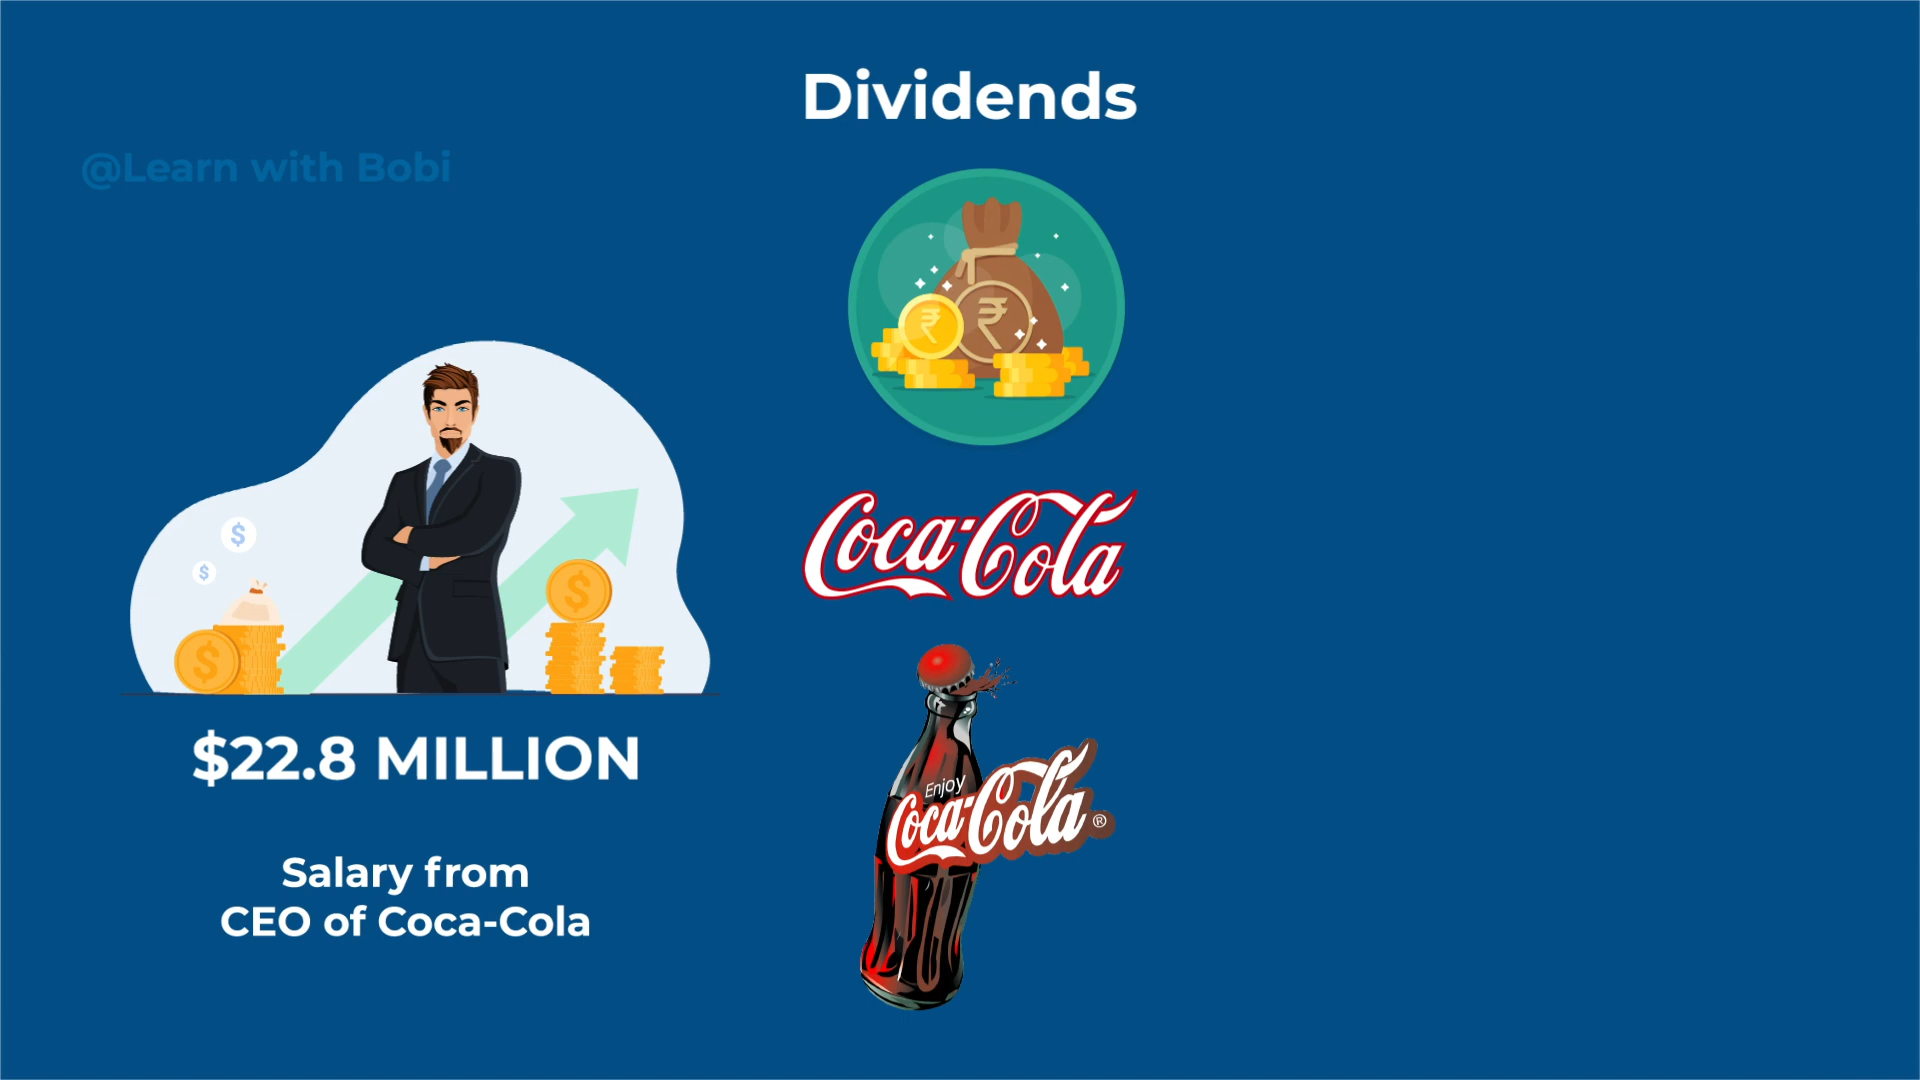 Dividends
@Learn with Bobi
₹ ₹
Coca-Cola
$
$
$
$
Enjoy
Coca-Cola ®
$22.8 MILLION
Salary from
CEO of Coca-Cola